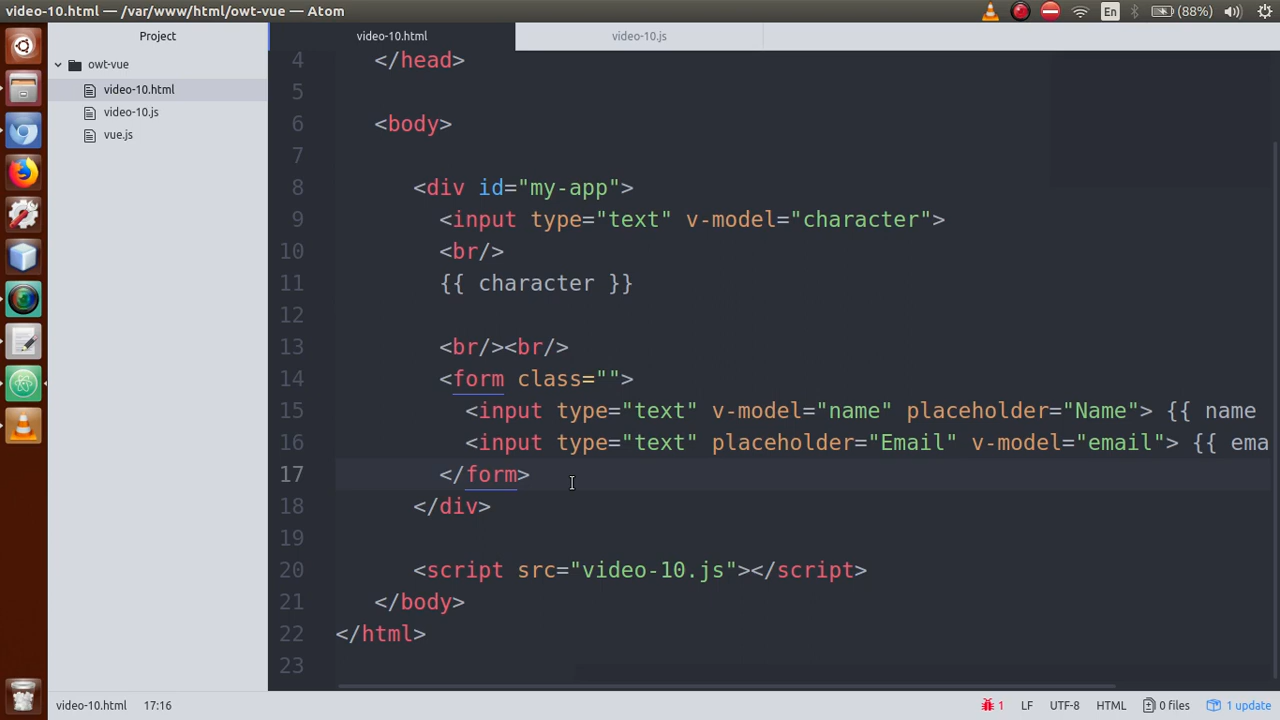 video-10.html — /var/www/html/owt-vue — Atom
En
(88%)
Project
video-10.html
video-10.js
owt-vue
video-10.html
video-10.js
vue.js
4 </head>
5
6 <body>
7
8 <div id="my-app">
9 <input type="text" v-model="character">
10 <br/>
11 {{ character }}
12
13 <br/><br/>
14 <form class="">
15 <input type="text" v-model="name" placeholder="Name"> {{ name
16 <input type="text" placeholder="Email" v-model="email"> {{ ema
17 </form>
18 </div>
19
20 <script src="video-10.js"></script>
21 </body>
22 </html>
23
video-10.html 17:16
1 LF UTF-8 HTML 0 files 1 update